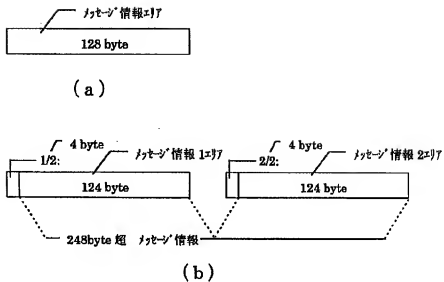 メッセージ情報エリア
128 byte
(a)
4 byte
1/2:
メッセージ情報 1エリア
124 byte
4 byte
2/2:
メッセージ情報 2エリア
124 byte
248byte 超 メッセージ情報
(b)